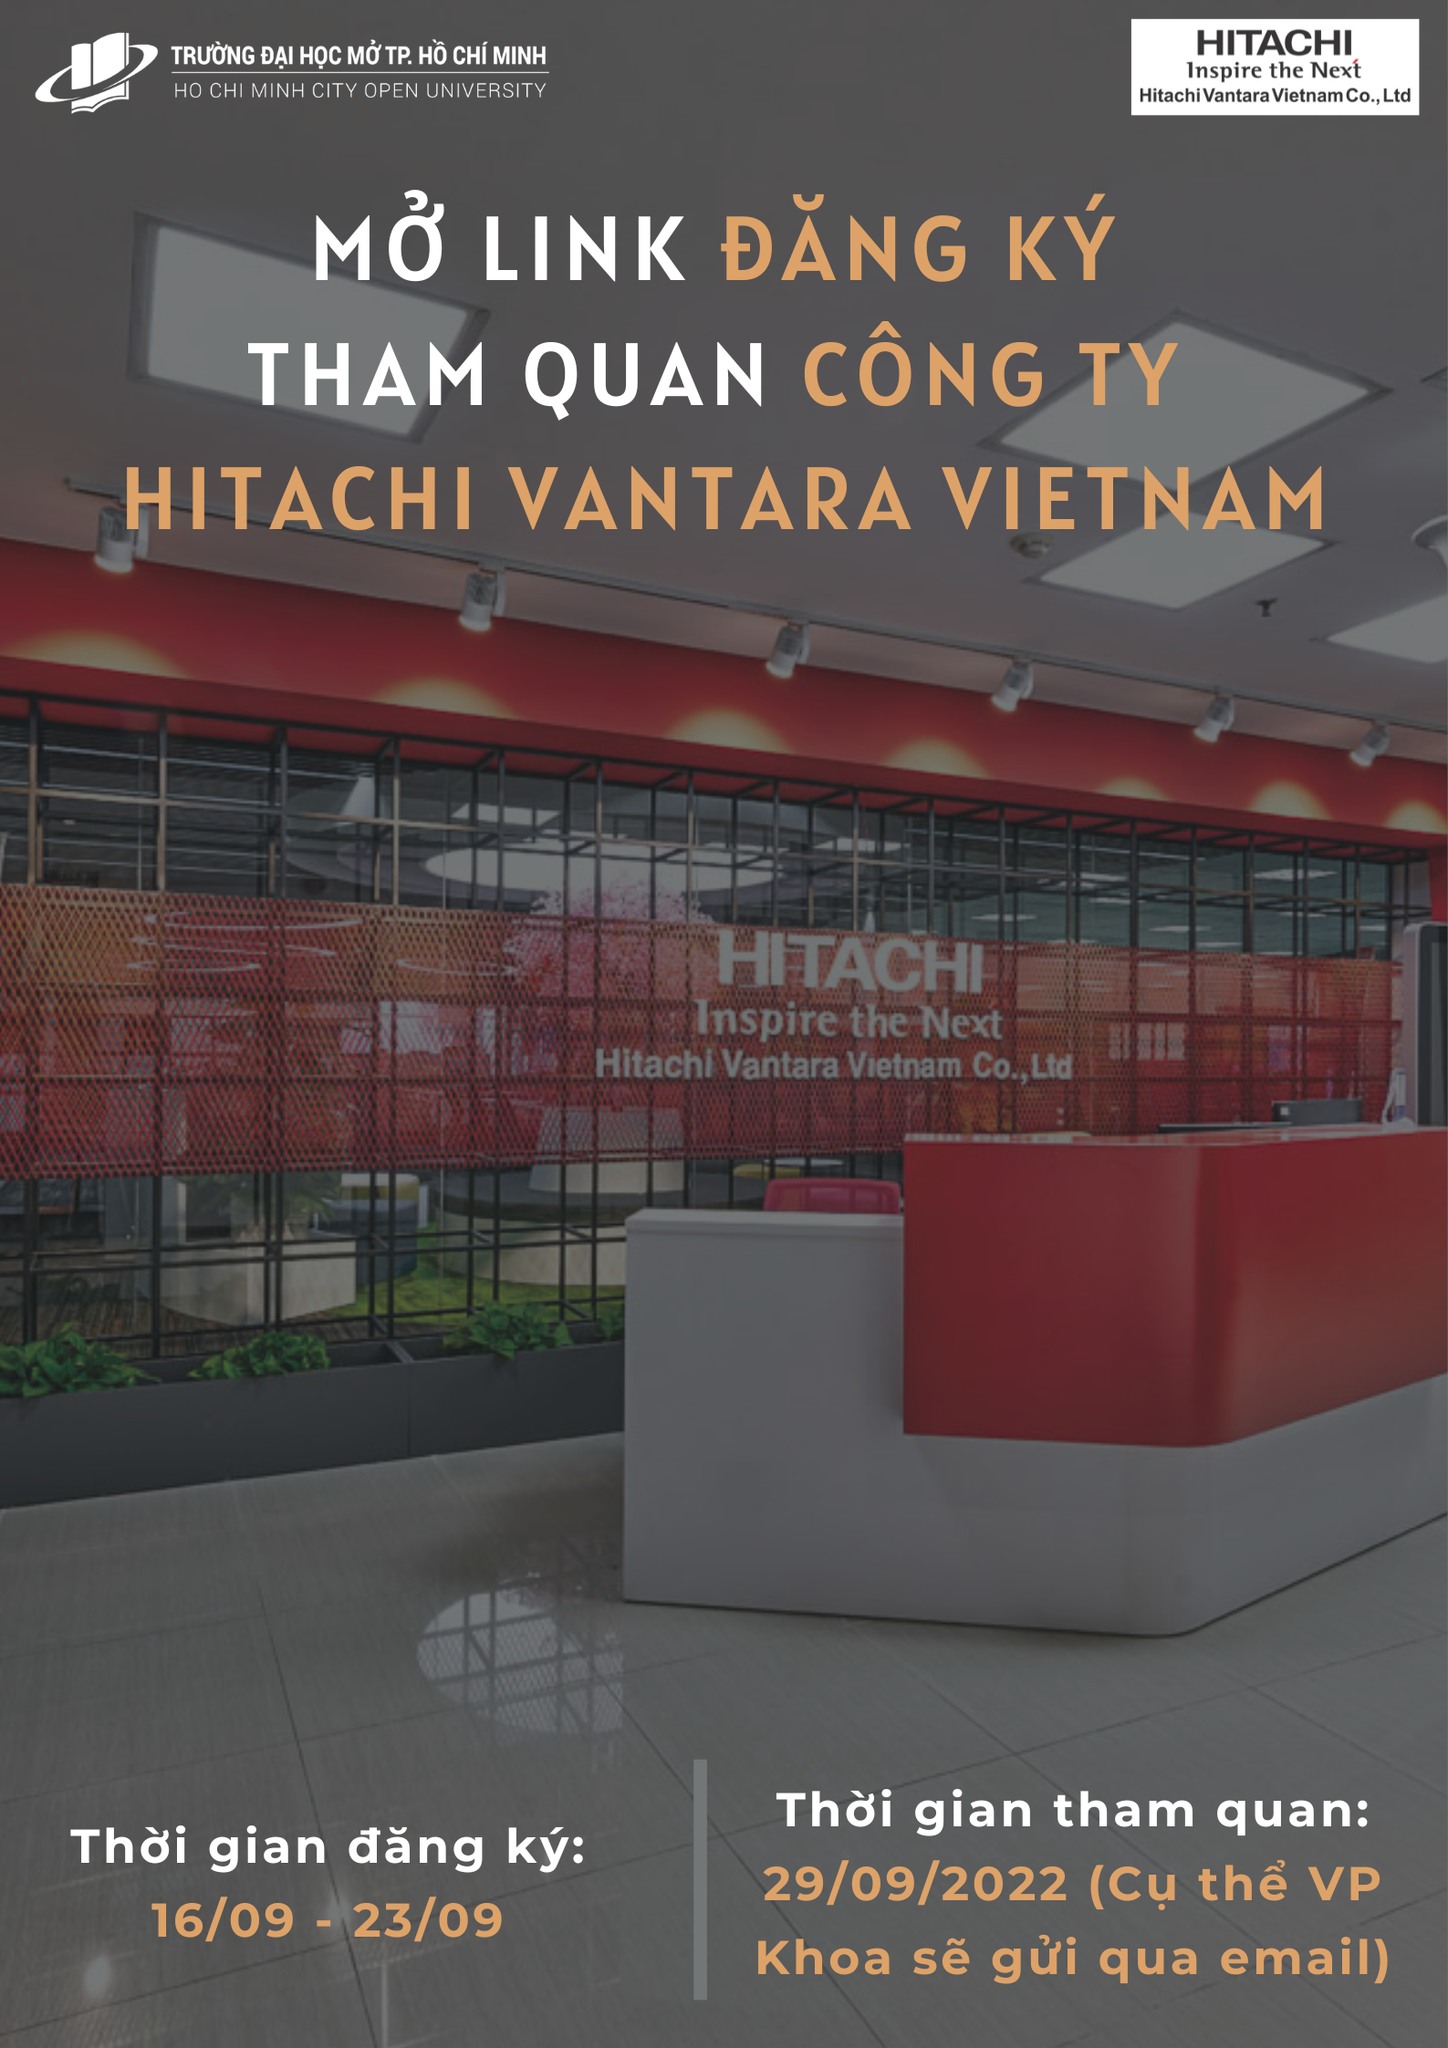 TRƯỜNG ĐẠI HỌC MỞ TP. HỒ CHÍ MINH
HO CHI MINH CITY OPEN UNIVERSITY
HITACHI
Inspire the Next
Hitachi Vantara Vietnam Co., Ltd
MỞ LINK ĐĂNG KÝ
THAM QUAN CÔNG TY
HITACHI VANTARA VIETNAM
HITACHI
Inspire the Next
Hitachi Vantara Vietnam Co., Ltd
Thời gian đăng ký:
16/09 - 23/09
Thời gian tham quan:
29/09/2022 (Cụ thể VP
Khoa sẽ gửi qua email)